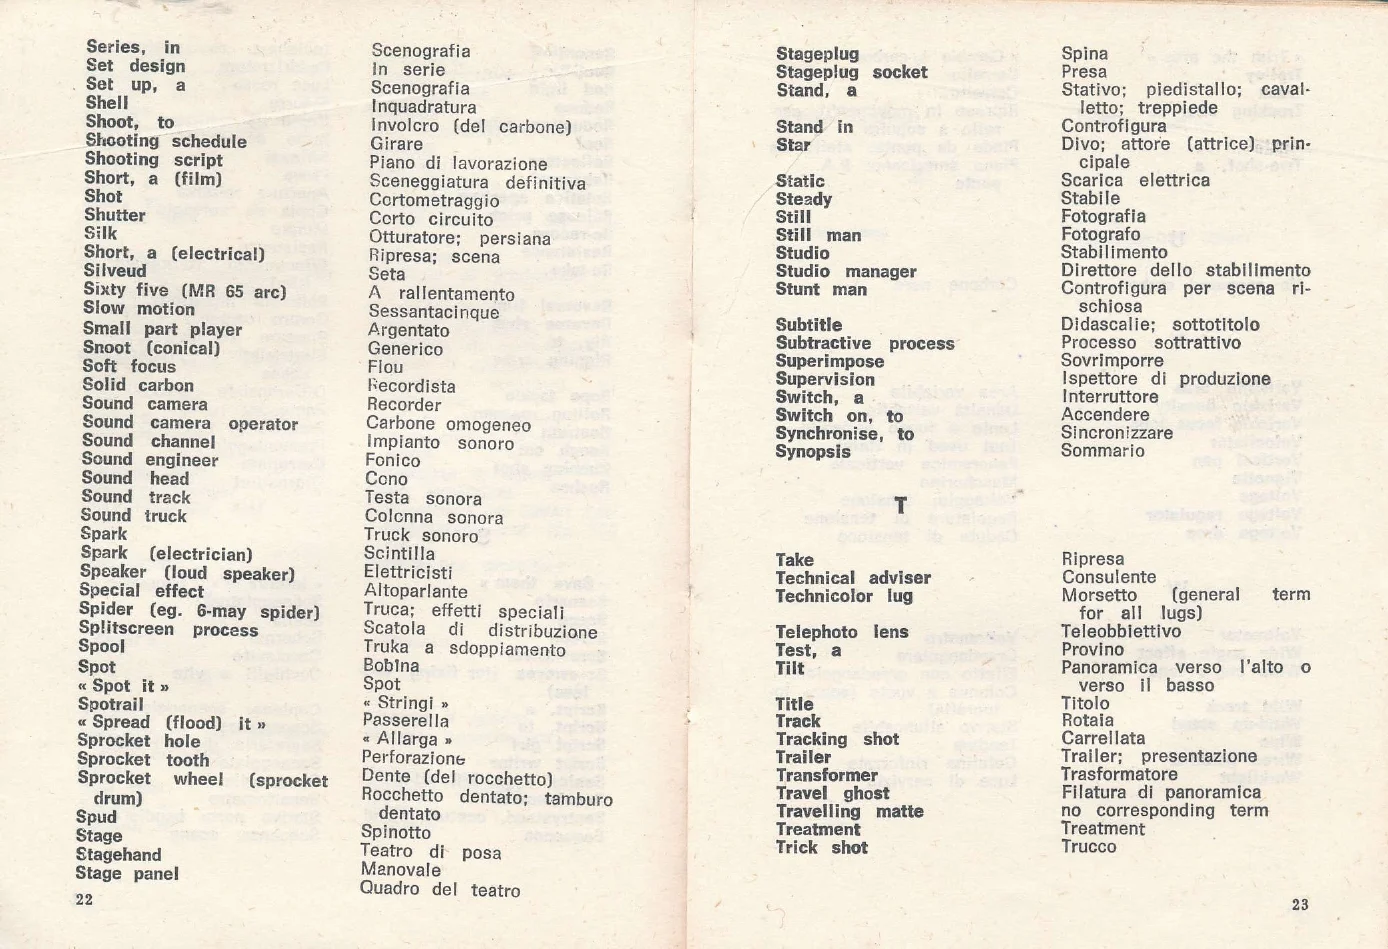 Series, in
Set design
Set up, a
Shell
Shoot, to
Shooting schedule
Shooting script
Short, a (film)
Shot
Shutter
Silk
Short, a (electrical)
Silveud
Sixty five (MR 65 arc)
Slow motion
Small part player
Snoot (conical)
Soft focus
Solid carbon
Sound camera
Sound camera operator
Sound channel
Sound engineer
Sound head
Sound track
Sound truck
Spark
Spark (electrician)
Speaker (loud speaker)
Special effect
Spider (eg. 6-may spider)
Splitscreen process
Spool
Spot
« Spot it »
Spotrail
« Spread (flood) it »
Sprocket hole
Sprocket tooth
Sprocket wheel (sprocket
drum)
Spud
Stage
Stagehand
Stage panel
22
Scenografia
In serie
Scenografia
Inquadratura
Involcro (del carbone)
Girare
Piano di lavorazione
Sceneggiatura definitiva
Cortometraggio
Corto circuito
Otturatore; persiana
Ripresa; scena
Seta
A rallentamento
Sessantacinque
Argentato
Generico
Flou
Recordista
Recorder
Carbone omogeneo
Impianto sonoro
Fonico
Cono
Testa sonora
Colonna sonora
Truck sonoro
Scintilla
Elettricisti
Altoparlante
Truca; effetti speciali
Scatola di distribuzione
Truka a sdoppiamento
Bobina
Spot
« Stringi »
Passerella
« Allarga »
Perforazione
Dente (del rocchetto)
Rocchetto dentato; tamburo
dentato
Spinotto
Teatro di posa
Manovale
Quadro del teatro
Stageplug
Stageplug socket
Stand, a
Stand in
Star
Static
Steady
Still
Still man
Studio
Studio manager
Stunt man
Subtitle
Subtractive process
Superimpose
Supervision
Switch, a
Switch on, to
Synchronise, to
Synopsis
Spina
Presa
Stativo; piedistallo; caval-
letto; treppiede
Controfigura
Divo; attore (attrice) prin-
cipale
Scarica elettrica
Stabile
Fotografia
Fotografo
Stabilimento
Direttore dello stabilimento
Controfigura per scena ri-
schiosa
Didascalie; sottotitolo
Processo sottrattivo
Sovrimporre
Ispettore di produzione
Interruttore
Accendere
Sincronizzare
Sommario
T
Take
Technical adviser
Technicolor lug
Telephoto lens
Test, a
Tilt
Title
Track
Tracking shot
Trailer
Transformer
Travel ghost
Travelling matte
Treatment
Trick shot
Ripresa
Consulente
Morsetto (general term
for all lugs)
Teleobbiettivo
Provino
Panoramica verso l'alto o
verso il basso
Titolo
Rotaia
Carrellata
Trailer; presentazione
Trasformatore
Filatura di panoramica
no corresponding term
Treatment
Trucco
23